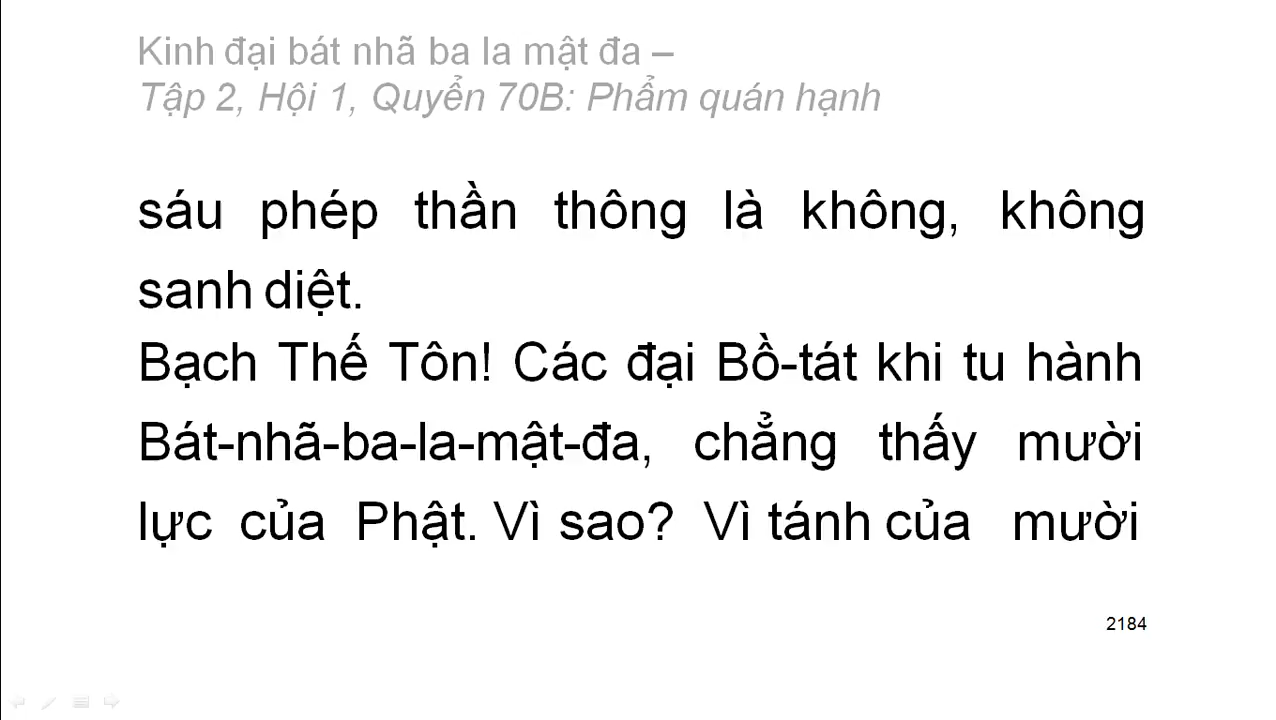 Kinh đại bát nhã ba la mật đa –
Tập 2, Hội 1, Quyển 70B: Phẩm quán hạnh
sáu phép thần thông là không, không
sanh diệt.
Bạch Thế Tôn! Các đại Bồ-tát khi tu hành
Bát-nhã-ba-la-mật-đa, chẳng thấy mười
lực của Phật. Vì sao? Vì tánh của mười
2184